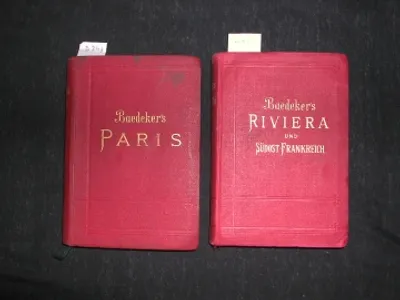 Baedeker's
PARIS
Baedeker's
RIVIERA
UND
SÜDOST FRANKREICH